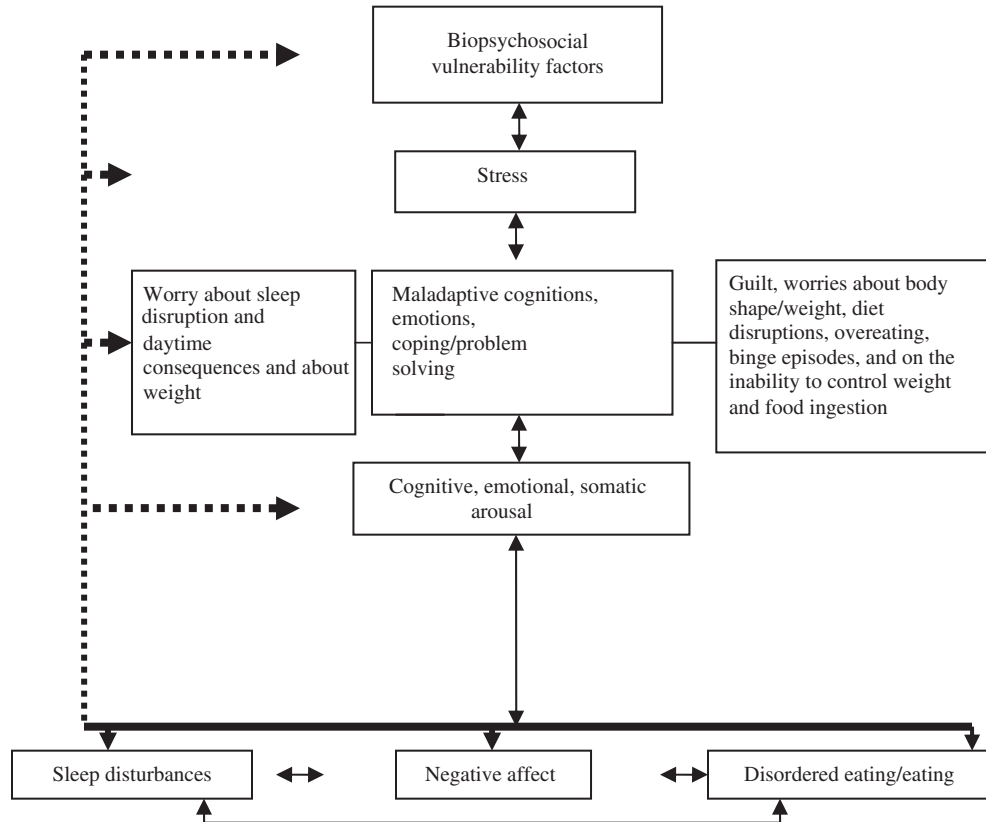 Biopsychosocial
vulnerability factors
Stress
Worry about sleep
disruption and
daytime
consequences and about
weight
Maladaptive cognitions,
emotions,
coping/problem
solving
Guilt, worries about body
shape/weight, diet
disruptions, overeating,
binge episodes, and on the
inability to control weight
and food ingestion
Cognitive, emotional, somatic
arousal
Sleep disturbances
Negative affect
Disordered eating/eating